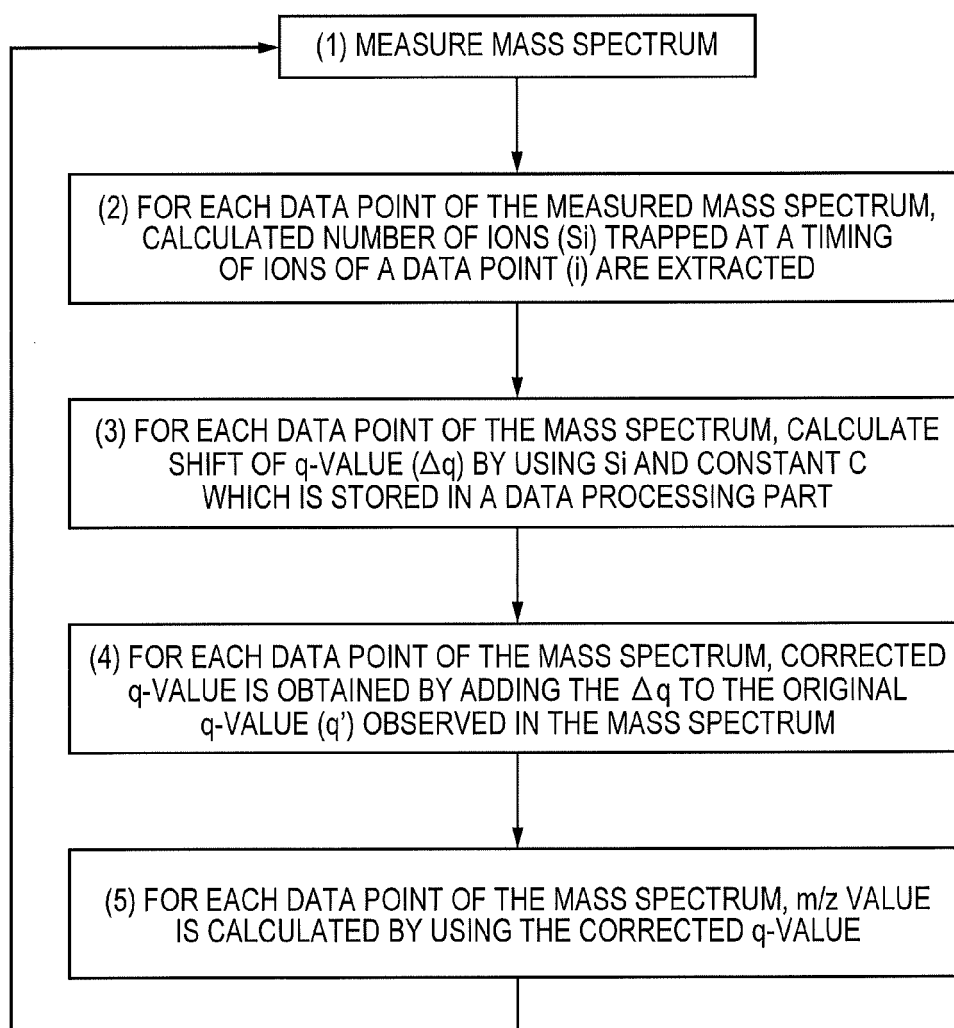 (1) MEASURE MASS SPECTRUM
(2) FOR EACH DATA POINT OF THE MEASURED MASS SPECTRUM,
CALCULATED NUMBER OF IONS (Si) TRAPPED AT A TIMING
OF IONS OF A DATA POINT (i) ARE EXTRACTED
(3) FOR EACH DATA POINT OF THE MASS SPECTRUM, CALCULATE
SHIFT OF q-VALUE (Δq) BY USING Si AND CONSTANT C
WHICH IS STORED IN A DATA PROCESSING PART
(4) FOR EACH DATA POINT OF THE MASS SPECTRUM, CORRECTED
q-VALUE IS OBTAINED BY ADDING THE Δq TO THE ORIGINAL
q-VALUE (q') OBSERVED IN THE MASS SPECTRUM
(5) FOR EACH DATA POINT OF THE MASS SPECTRUM, m/z VALUE
IS CALCULATED BY USING THE CORRECTED q-VALUE